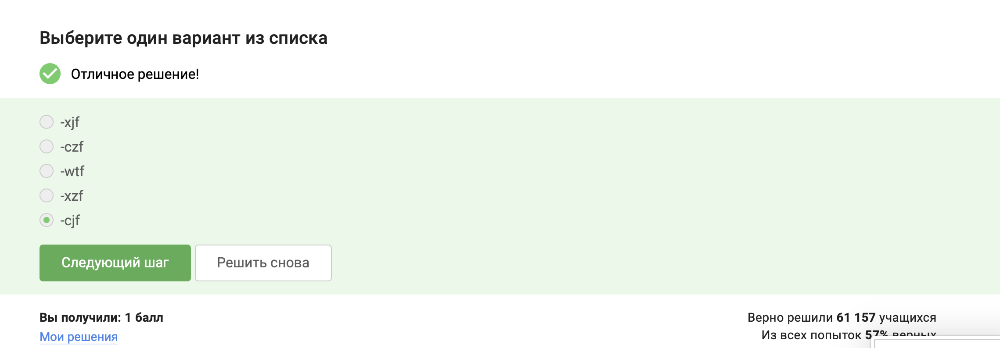 Выберите один вариант из списка
Отличное решение!
-xjf
-czf
-wtf
-xzf
-cjf
Следующий шаг
Решить снова
Вы получили: 1 балл
Верно решили 61 157 учащихся
Мои решения
Из всех попыток 57% верных